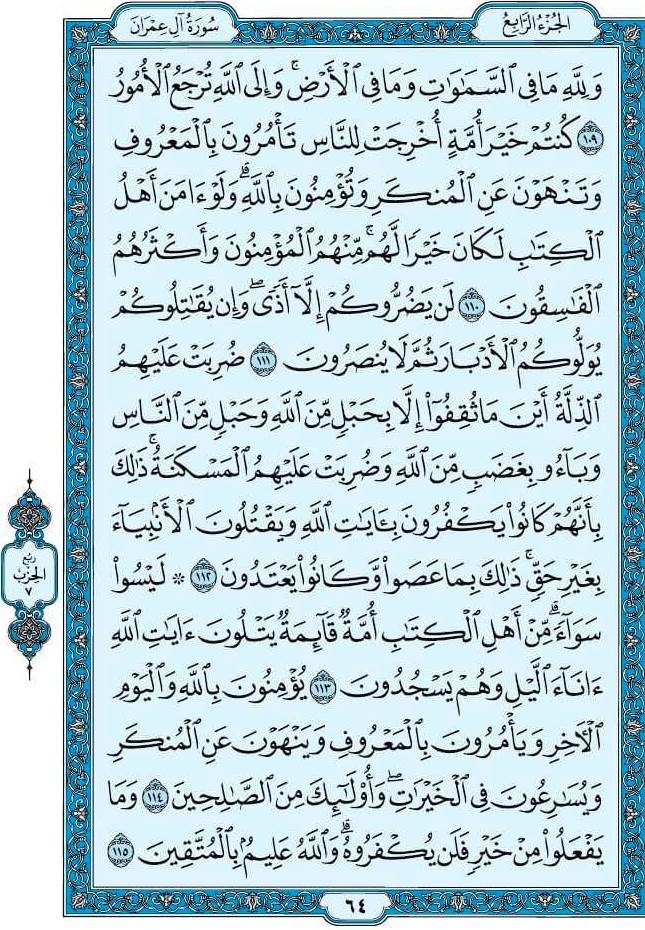 الجُزْءُ الرَّابِعُ
سُورَةُ آلِ عِمْرَان
وَلِلَّهِ مَا فِي ٱلسَّمَٰوَٰتِ وَمَا فِي ٱلْأَرْضِۚ وَإِلَى ٱللَّهِ تُرْجَعُ ٱلْأُمُورُ
١٠٩ كُنتُمْ خَيْرَ أُمَّةٍ أُخْرِجَتْ لِلنَّاسِ تَأْمُرُونَ بِٱلْمَعْرُوفِ
وَتَنْهَوْنَ عَنِ ٱلْمُنكَرِ وَتُؤْمِنُونَ بِٱللَّهِۗ وَلَوْ ءَامَنَ أَهْلُ
ٱلْكِتَٰبِ لَكَانَ خَيْرًا لَّهُمۚ مِّنْهُمُ ٱلْمُؤْمِنُونَ وَأَكْثَرُهُمُ
ٱلْفَٰسِقُونَ ١١٠ لَن يَضُرُّوكُمْ إِلَّآ أَذًىۖ وَإِن يُقَٰتِلُوكُمْ
يُوَلُّوكُمُ ٱلْأَدْبَارَ ثُمَّ لَا يُنصَرُونَ ١١١ ضُرِبَتْ عَلَيْهِمُ
ٱلذِّلَّةُ أَيْنَ مَا ثُقِفُوٓا۟ إِلَّا بِحَبْلٍ مِّنَ ٱللَّهِ وَحَبْلٍ مِّنَ ٱلنَّاسِ
وَبَآءُو بِغَضَبٍ مِّنَ ٱللَّهِ وَضُرِبَتْ عَلَيْهِمُ ٱلْمَسْكَنَةُۚ ذَٰلِكَ
بِأَنَّهُمْ كَانُوا۟ يَكْفُرُونَ بِـَٔايَٰتِ ٱللَّهِ وَيَقْتُلُونَ ٱلْأَنۢبِيَآءَ
بِغَيْرِ حَقٍّۚ ذَٰلِكَ بِمَا عَصَوا۟ وَّكَانُوا۟ يَعْتَدُونَ ١١٢ ۞ لَيْسُوا۟
سَوَآءًۗ مِّنْ أَهْلِ ٱلْكِتَٰبِ أُمَّةٌ قَآئِمَةٌ يَتْلُونَ ءَايَٰتِ ٱللَّهِ
ءَانَآءَ ٱلَّيْلِ وَهُمْ يَسْجُدُونَ ١١٣ يُؤْمِنُونَ بِٱللَّهِ وَٱلْيَوْمِ
ٱلْءَاخِرِ وَيَأْمُرُونَ بِٱلْمَعْرُوفِ وَيَنْهَوْنَ عَنِ ٱلْمُنكَرِ
وَيُسَٰرِعُونَ فِي ٱلْخَيْرَٰتِۖ وَأُو۟لَٰٓئِكَ مِنَ ٱلصَّٰلِحِينَ ١١٤ وَمَا
يَفْعَلُوا۟ مِنْ خَيْرٍ فَلَن يُكْفَرُوهُۗ وَٱللَّهُ عَلِيمٌۢ بِٱلْمُتَّقِينَ ١١٥
ربع
الحزب
٧
٦٤